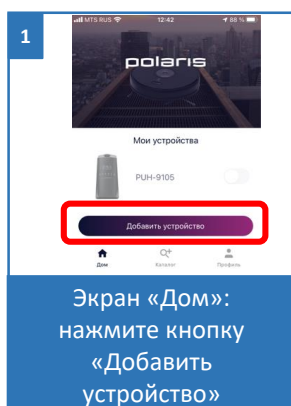 1
MTS RUS 12:42 88 %
polaris
Мои устройства
PUH-9105
Добавить устройство
Дом Каталог Профиль
Экран «Дом»:
нажмите кнопку
«Добавить
устройство»